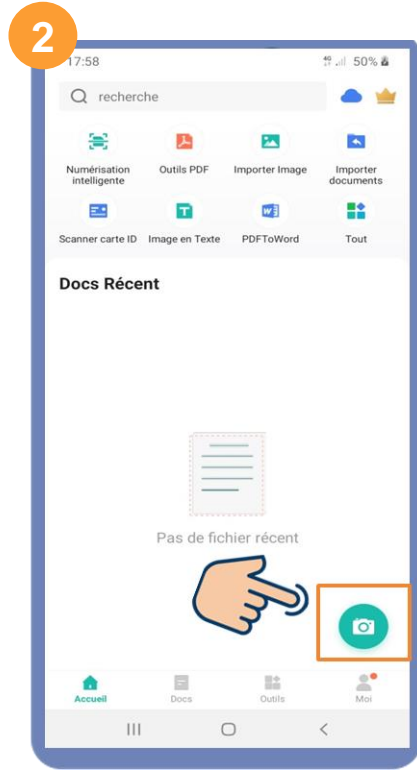 2
17:58
4G 50%
recherche
Numérisation
intelligente
Outils PDF
Importer Image
Importer
documents
Scanner carte ID
Image en Texte
PDFToWord
Tout
Docs Récent
Pas de fichier récent
Accueil
Docs
Outils
Moi